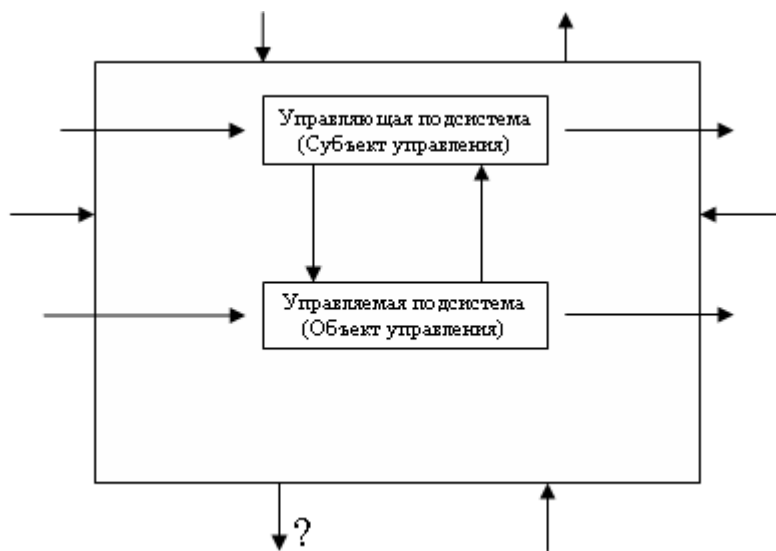 Управляющая подсистема
(Субъект управления)
Управляемая подсистема
(Объект управления)
?